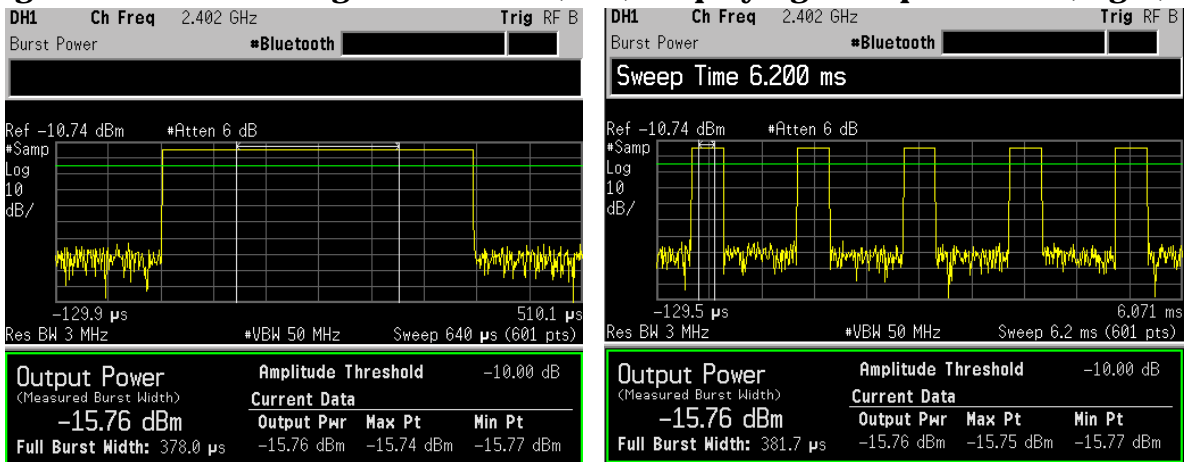 DH1 Ch Freq 2.402 GHz Trig RF B
Burst Power #Bluetooth
Ref -10.74 dBm #Atten 6 dB
#Samp
Log
10
dB/
-129.9 µs 510.1 µs
Res BW 3 MHz #VBW 50 MHz Sweep 640 µs (601 pts)
Output Power
(Measured Burst Width)
-15.76 dBm
Full Burst Width: 378.0 µs
Amplitude Threshold -10.00 dB
Current Data
Output Pwr Max Pt Min Pt
-15.76 dBm -15.74 dBm -15.77 dBm
DH1 Ch Freq 2.402 GHz Trig RF B
Burst Power #Bluetooth
Sweep Time 6.200 ms
Ref -10.74 dBm #Atten 6 dB
#Samp
Log
10
dB/
-129.5 µs 6.071 ms
Res BW 3 MHz #VBW 50 MHz Sweep 6.2 ms (601 pts)
Output Power
(Measured Burst Width)
-15.76 dBm
Full Burst Width: 381.7 µs
Amplitude Threshold -10.00 dB
Current Data
Output Pwr Max Pt Min Pt
-15.76 dBm -15.75 dBm -15.77 dBm